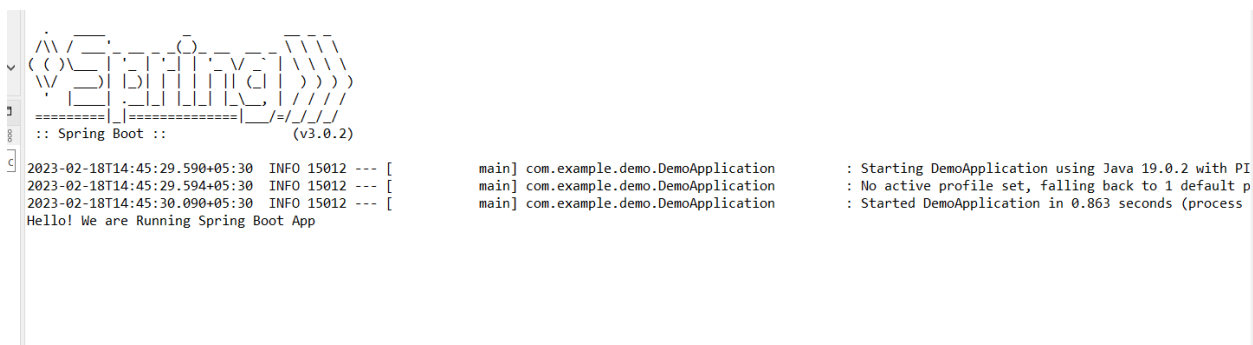 .   ____          _            __ _ _
 /\\ / ___'_ __ _ _(_)_ __  __ _ \ \ \ \
( ( )\___ | '_ | '_| | '_ \/ _` | \ \ \ \
 \\/  ___)| |_)| | | | | || (_| |  ) ) ) )
  '  |____| .__|_| |_|_| |_\__, | / / / /
 =========|_|==============|___/=/_/_/_/
 :: Spring Boot ::                (v3.0.2)
2023-02-18T14:45:29.590+05:30  INFO 15012 --- [           main] com.example.demo.DemoApplication         : Starting DemoApplication using Java 19.0.2 with PI
2023-02-18T14:45:29.594+05:30  INFO 15012 --- [           main] com.example.demo.DemoApplication         : No active profile set, falling back to 1 default p
2023-02-18T14:45:30.090+05:30  INFO 15012 --- [           main] com.example.demo.DemoApplication         : Started DemoApplication in 0.863 seconds (process
Hello! We are Running Spring Boot App